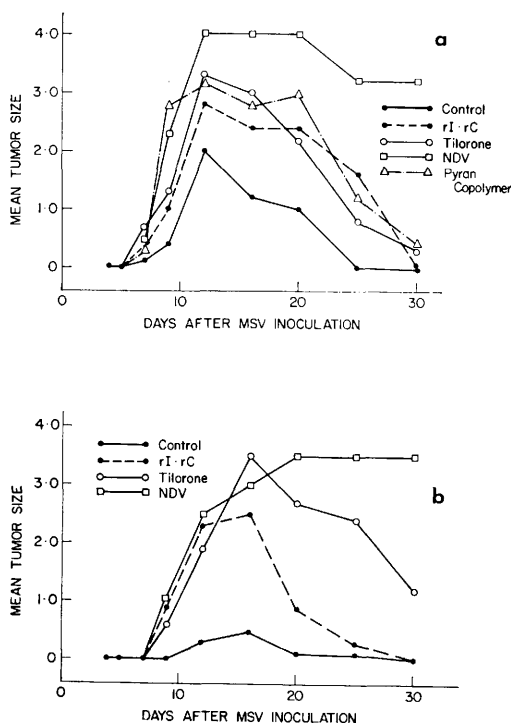 a
4·0
3·0
2·0
1·0
0
MEAN TUMOR SIZE
Control
rI·rC
Tilorone
NDV
Pyran
Copolymer
0
10
20
30
DAYS AFTER MSV INOCULATION
b
4·0
3·0
2·0
1·0
0
MEAN TUMOR SIZE
Control
rI·rC
Tilorone
NDV
0
10
20
30
DAYS AFTER MSV INOCULATION